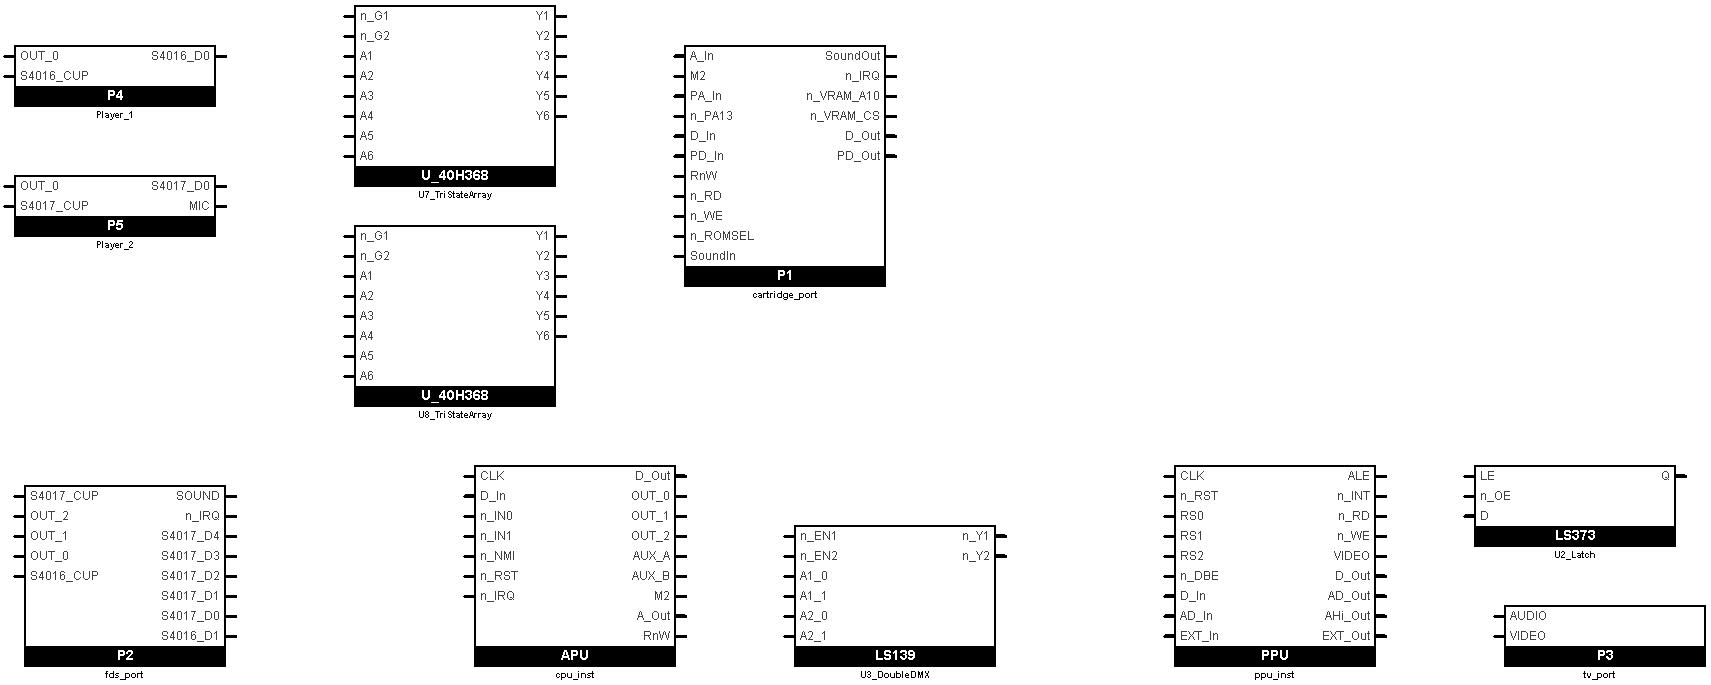 OUT_0 S4016_D0
S4016_CUP
P4
Player_1
OUT_0 S4017_D0
S4017_CUP MIC
P5
Player_2
n_G1 Y1
n_G2 Y2
A1 Y3
A2 Y4
A3 Y5
A4 Y6
A5
A6
U_40H368
U7_TriStateArray
n_G1 Y1
n_G2 Y2
A1 Y3
A2 Y4
A3 Y5
A4 Y6
A5
A6
U_40H368
U8_TriStateArray
A_In SoundOut
M2 n_IRQ
PA_In n_VRAM_A10
n_PA13 n_VRAM_CS
D_In D_Out
PD_In PD_Out
RnW
n_RD
n_WE
n_ROMSEL
SoundIn
P1
cartridge_port
S4017_CUP SOUND
OUT_2 n_IRQ
OUT_1 S4017_D4
OUT_0 S4017_D3
S4016_CUP S4017_D2
S4017_D1
S4017_D0
S4016_D1
P2
fds_port
CLK D_Out
D_In OUT_0
n_IN0 OUT_1
n_IN1 OUT_2
n_NMI AUX_A
n_RST AUX_B
n_IRQ M2
A_Out
RnW
APU
cpu_inst
n_EN1 n_Y1
n_EN2 n_Y2
A1_0
A1_1
A2_0
A2_1
LS139
U3_DoubleDMX
CLK ALE
n_RST n_INT
RS0 n_RD
RS1 n_WE
RS2 VIDEO
n_DBE D_Out
D_In AD_Out
AD_In AHi_Out
EXT_In EXT_Out
PPU
ppu_inst
LE Q
n_OE
D
LS373
U2_Latch
AUDIO
VIDEO
P3
tv_port